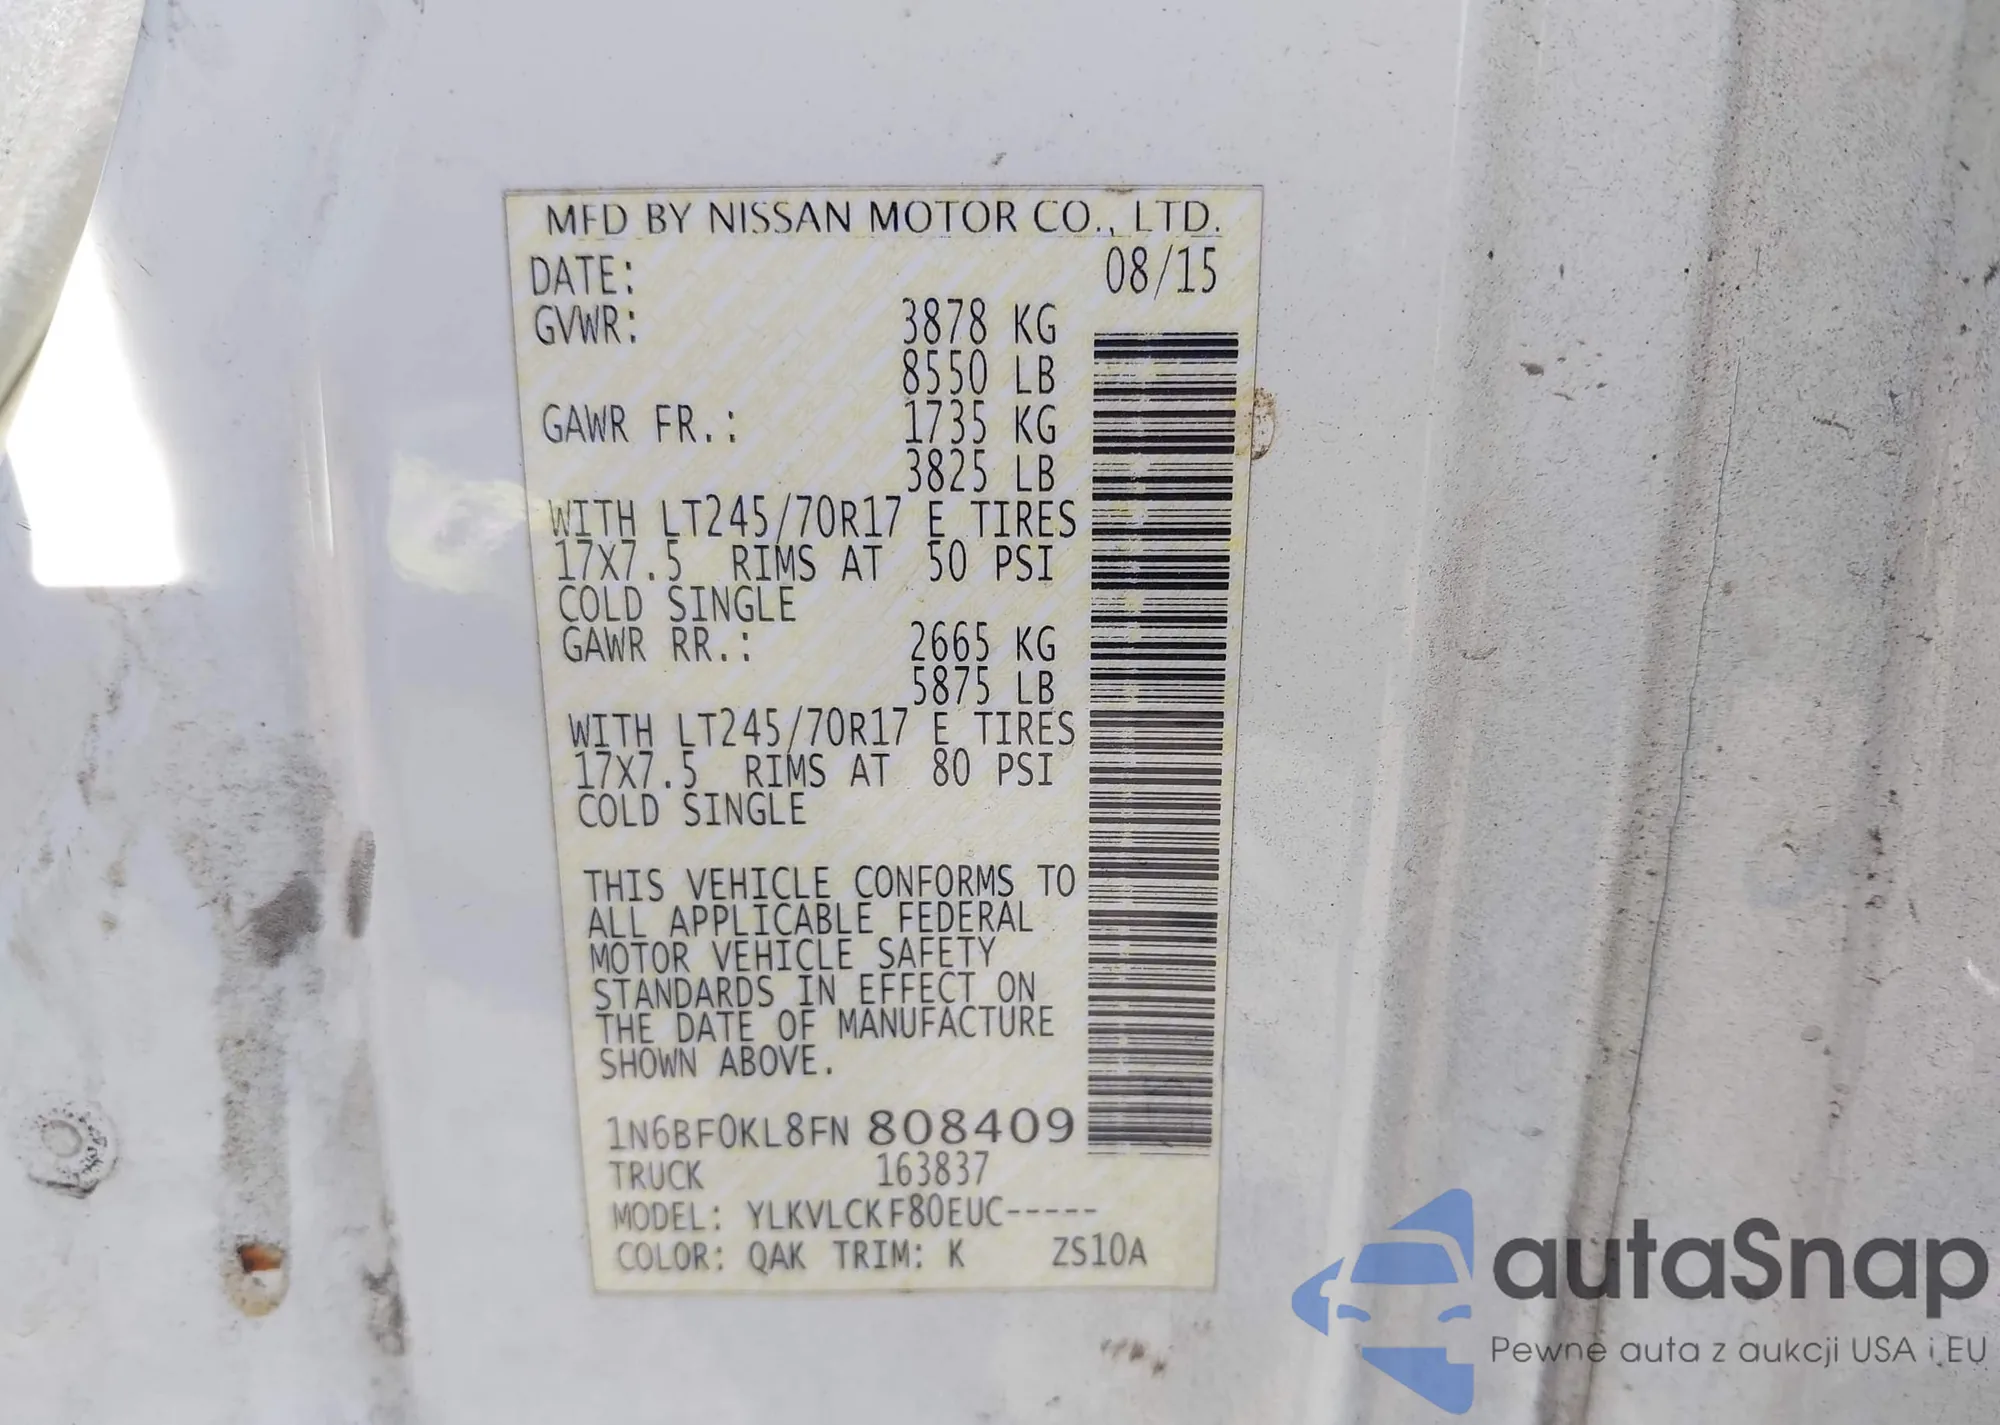 MFD BY NISSAN MOTOR CO., LTD.
DATE: 08/15
GVWR: 3878 KG
8550 LB
GAWR FR.: 1735 KG
3825 LB
WITH LT245/70R17 E TIRES
17X7.5 RIMS AT 50 PSI
COLD SINGLE
GAWR RR.: 2665 KG
5875 LB
WITH LT245/70R17 E TIRES
17X7.5 RIMS AT 80 PSI
COLD SINGLE
THIS VEHICLE CONFORMS TO
ALL APPLICABLE FEDERAL
MOTOR VEHICLE SAFETY
STANDARDS IN EFFECT ON
THE DATE OF MANUFACTURE
SHOWN ABOVE.
1N6BF0KL8FN 808409
TRUCK 163837
MODEL: YLKVLCKF80EUC-----
COLOR: QAK TRIM: K ZS10A
autaSnap
Pewne auta z aukcji USA i EU